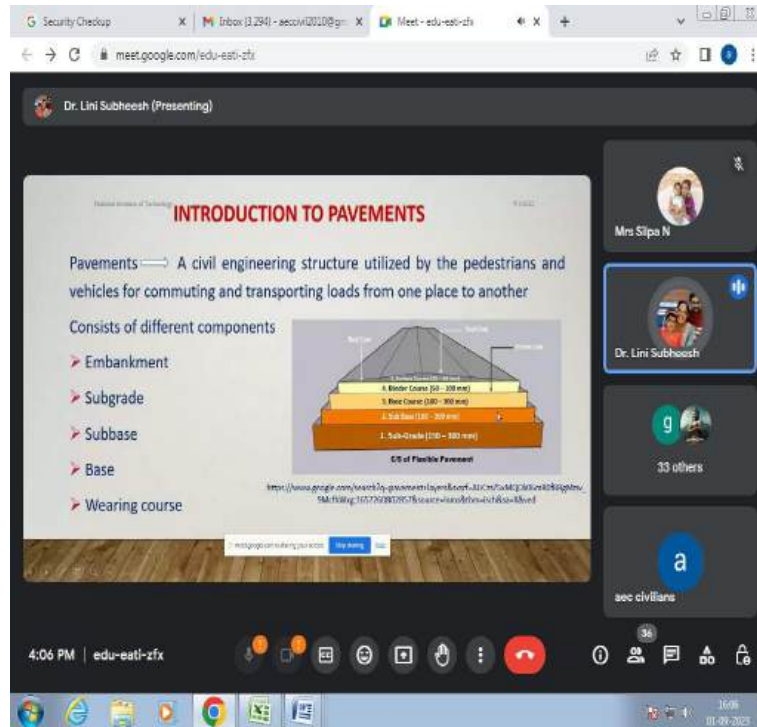 Security Checkup
Meet - edu-eati-zfx
meet.google.com/edu-eati-zfx
Dr. Lini Subheesh (Presenting)
INTRODUCTION TO PAVEMENTS
Pavements A civil engineering structure utilized by the pedestrians and
vehicles for commuting and transporting loads from one place to another
Consists of different components
Embankment
Subgrade
Subbase
Base
Wearing course
4. Binder Course (50 - 100 mm)
3. Base Course (100 - 300 mm)
2. Sub Base (100 - 300 mm)
1. Sub-Grade (150 - 300 mm)
C/S of Flexible Pavement
Stop sharing
Mrs Silpa N
Dr. Lini Subheesh
g
33 others
a
aec civilians
36
4:06 PM | edu-eati-zfx
16:06
01-09-2023